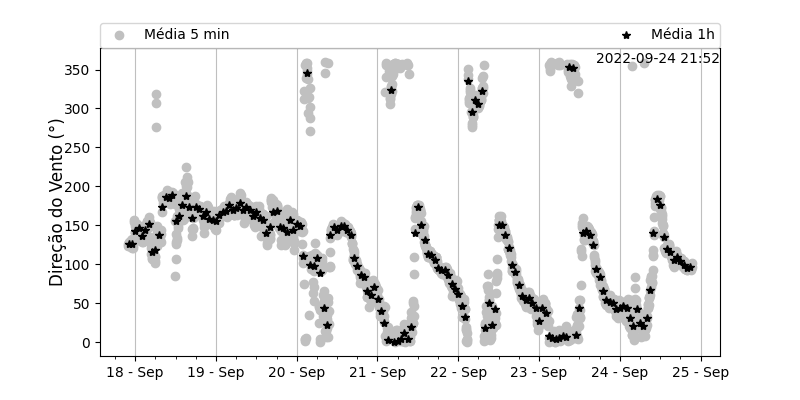 Média 5 min
Média 1h
2022-09-24 21:52
Direção do Vento (°)
350
300
250
200
150
100
50
0
18 - Sep
19 - Sep
20 - Sep
21 - Sep
22 - Sep
23 - Sep
24 - Sep
25 - Sep